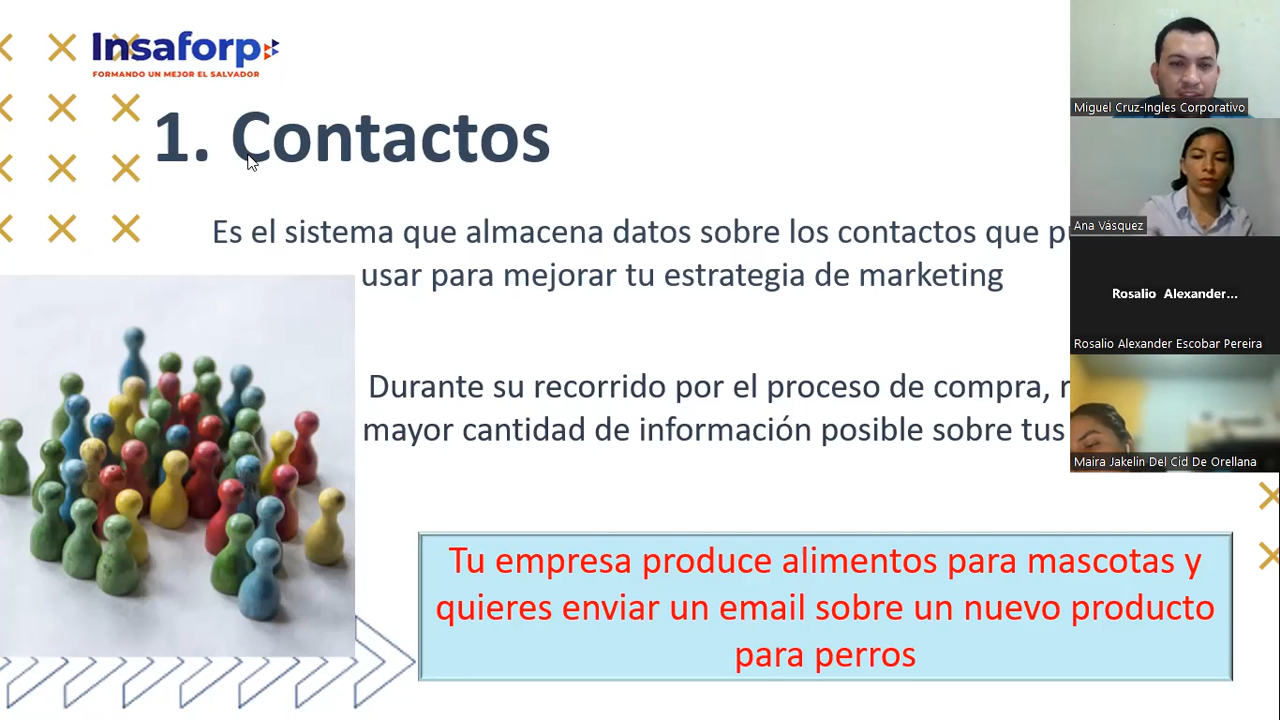 Insaforp
FORMANDO UN MEJOR EL SALVADOR
1. Contactos
Es el sistema que almacena datos sobre los contactos que
usar para mejorar tu estrategia de marketing
Durante su recorrido por el proceso de compra,
mayor cantidad de información posible sobre tus
Tu empresa produce alimentos para mascotas y
quieres enviar un email sobre un nuevo producto
para perros
Miguel Cruz-Ingles Corporativo
Ana Vásquez
Rosalio Alexander...
Rosalio Alexander Escobar Pereira
Maira Jakelin Del Cid De Orellana